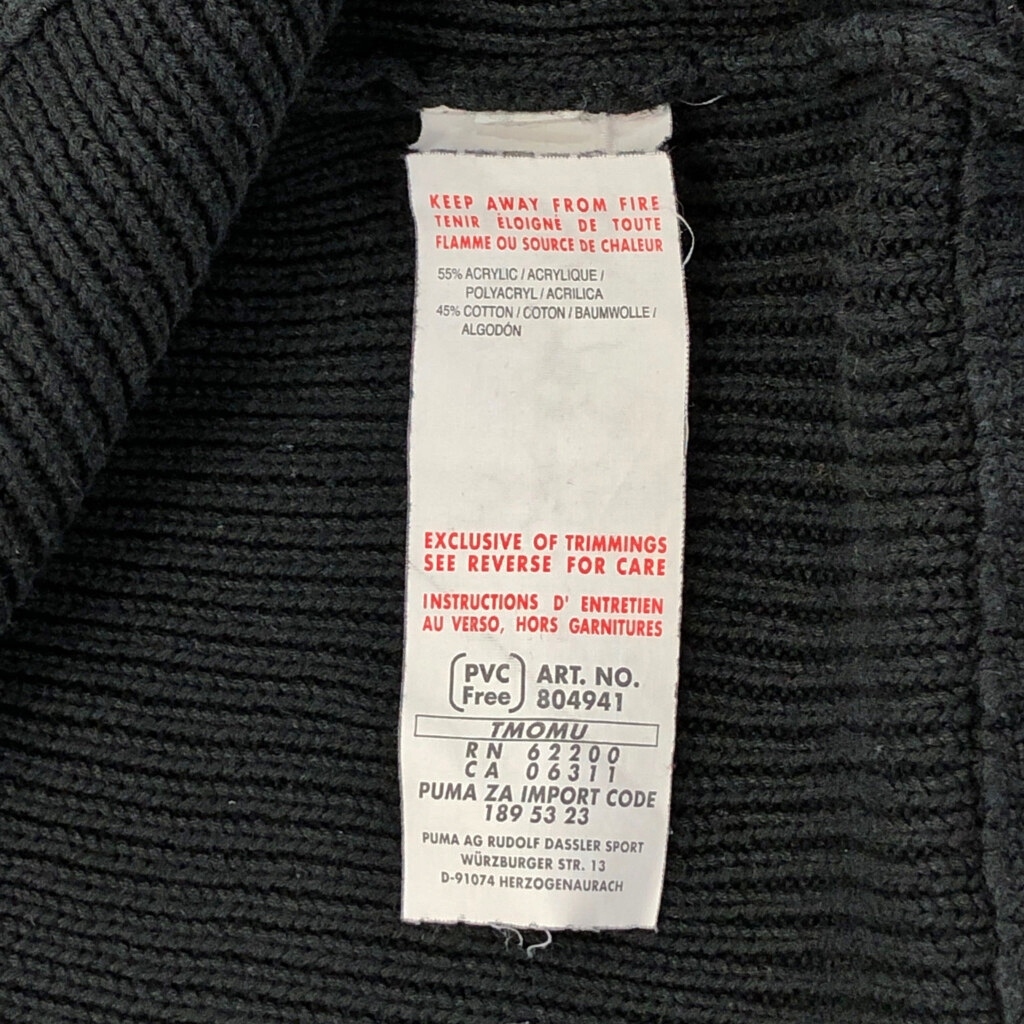 KEEP AWAY FROM FIRE
TENIR ÉLOIGNÉ DE TOUTE
FLAMME OU SOURCE DE CHALEUR
55% ACRYLIC / ACRYLIQUE /
POLYACRYL / ACRILICA
45% COTTON / COTON / BAUMWOLLE /
ALGODÓN
EXCLUSIVE OF TRIMMINGS
SEE REVERSE FOR CARE
INSTRUCTIONS D' ENTRETIEN
AU VERSO, HORS GARNITURES
PVC ART. NO.
Free 804941
TMOMU
RN 62200
CA 06311
PUMA ZA IMPORT CODE
189 53 23
PUMA AG RUDOLF DASSLER SPORT
WÜRZBURGER STR. 13
D-91074 HERZOGENAURACH